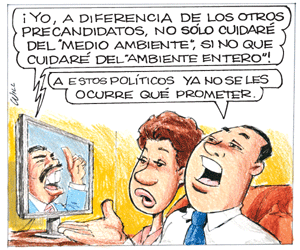 ¡YO, A DIFERENCIA DE LOS OTROS
PRECANDIDATOS, NO SÓLO CUIDARÉ
DEL "MEDIO AMBIENTE", SI NO QUE
CUIDARÉ DEL "AMBIENTE ENTERO"!
A ESTOS POLÍTICOS YA NO SE LES
OCURRE QUÉ PROMETER.